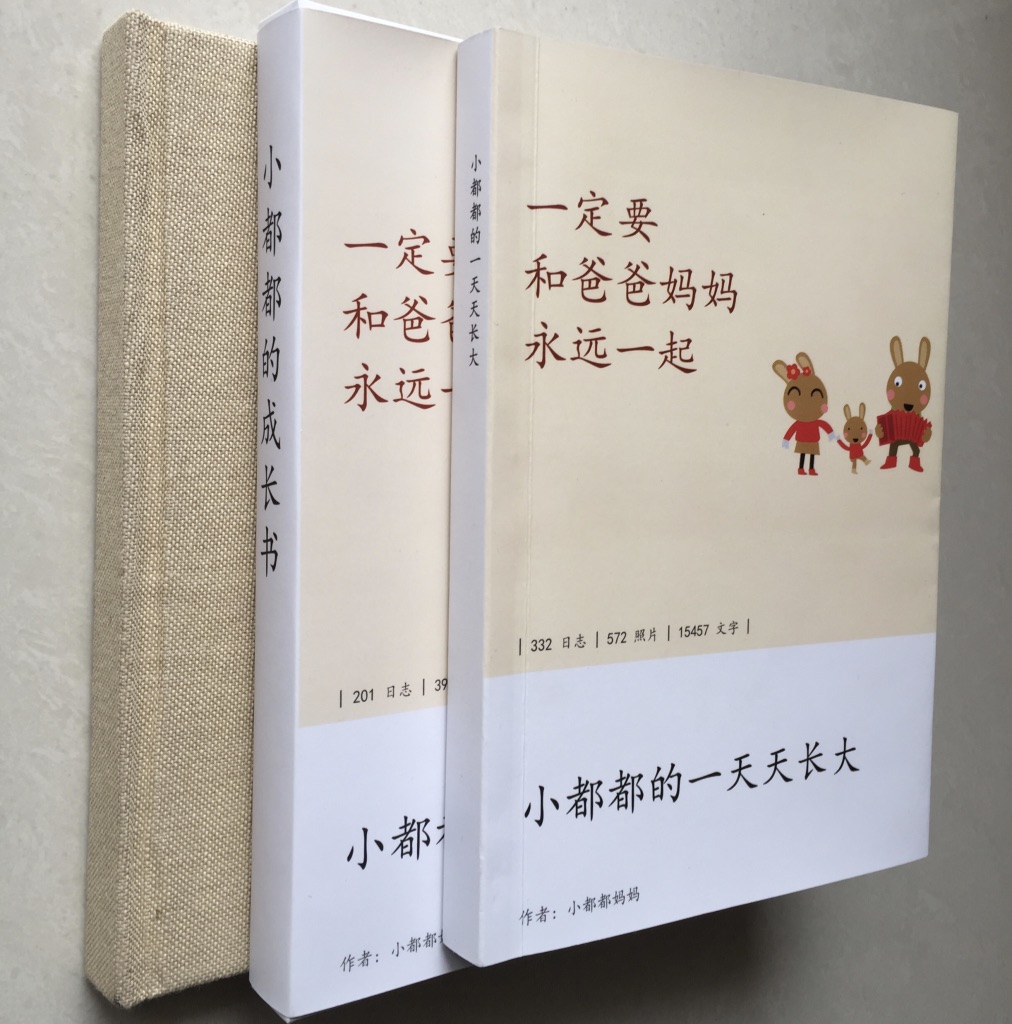 小都都的成长书
一定
和爸
永远一
201 日志 | 39
小都
作者：小都都
小都都的一天天长大
一定要
和爸爸妈妈
永远一起
| 332 日志 | 572 照片 | 15457 文字 |
小都都的一天天长大
作者：小都都妈妈